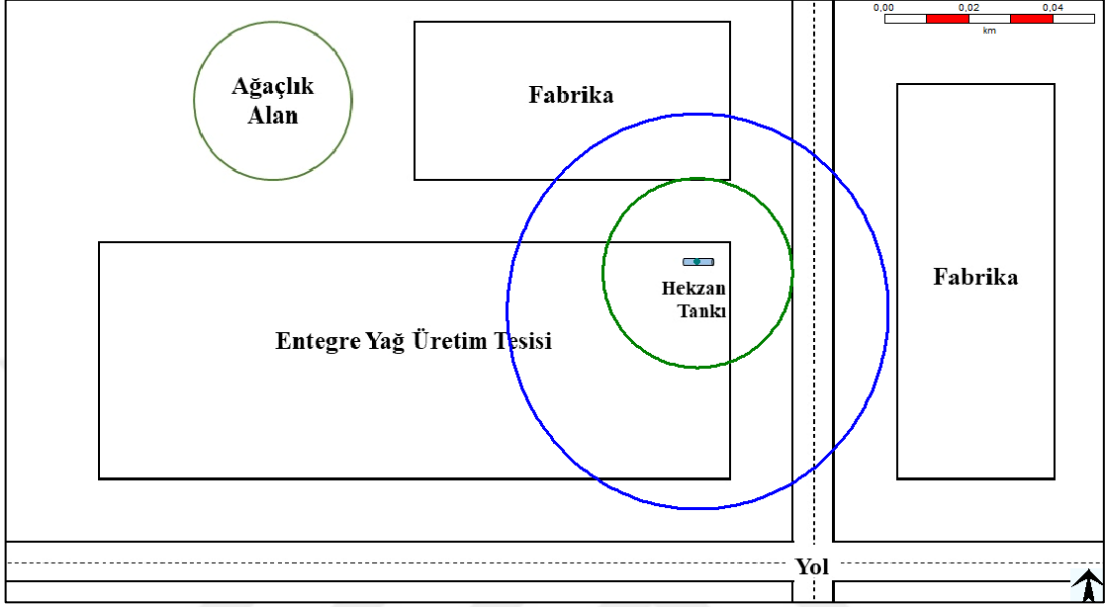 0,00 0,02 0,04
km
Ağaçlık
Alan
Fabrika
Hekzan
Tankı
Fabrika
Entegre Yağ Üretim Tesisi
Yol